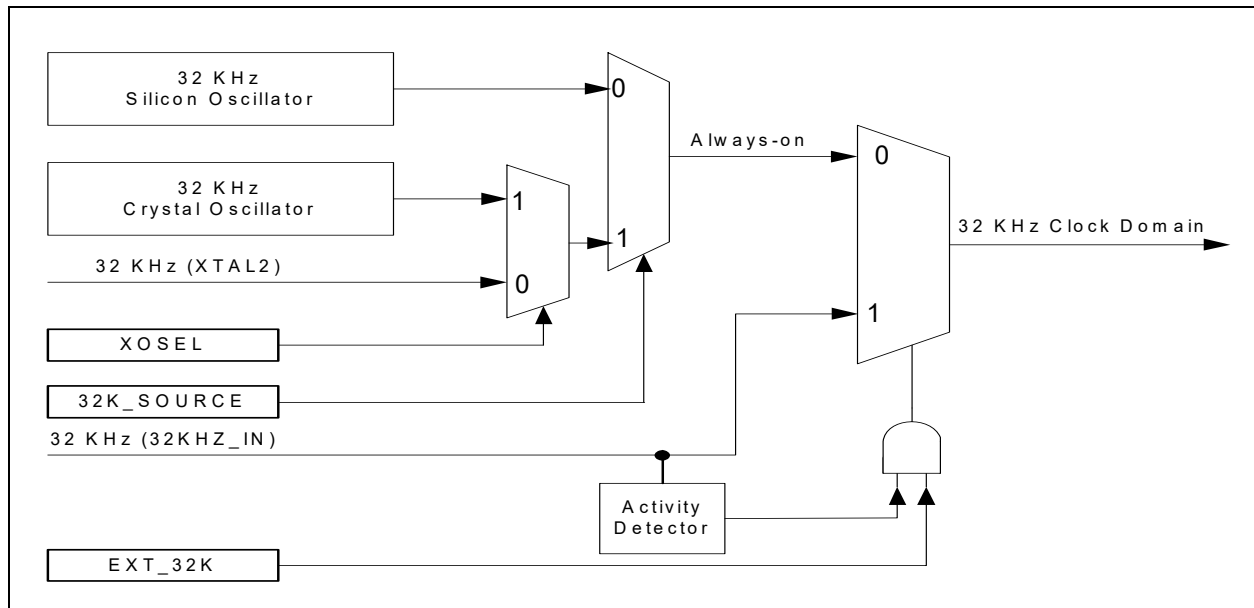 32 KHz
Silicon Oscillator
0
Always-on
0
32 KHz
Crystal Oscillator
1
1
32 KHz Clock Domain
32 KHz (XTAL2)
0
1
XOSEL
32K_SOURCE
32 KHz (32KHZ_IN)
Activity
Detector
EXT_32K